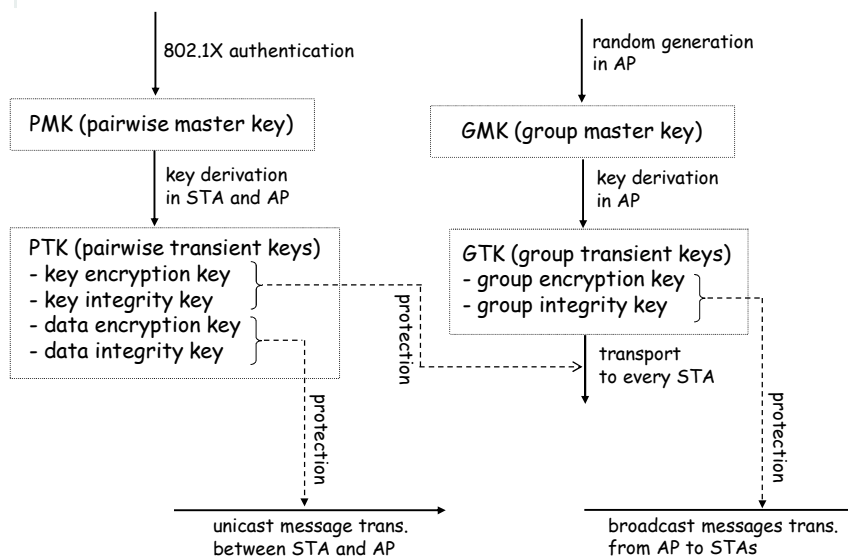 802.1X authentication
PMK (pairwise master key)
key derivation
in STA and AP
PTK (pairwise transient keys)
- key encryption key
- key integrity key
- data encryption key
- data integrity key
protection
protection
unicast message trans.
between STA and AP
random generation
in AP
GMK (group master key)
key derivation
in AP
GTK (group transient keys)
- group encryption key
- group integrity key
transport
to every STA
protection
broadcast messages trans.
from AP to STAs